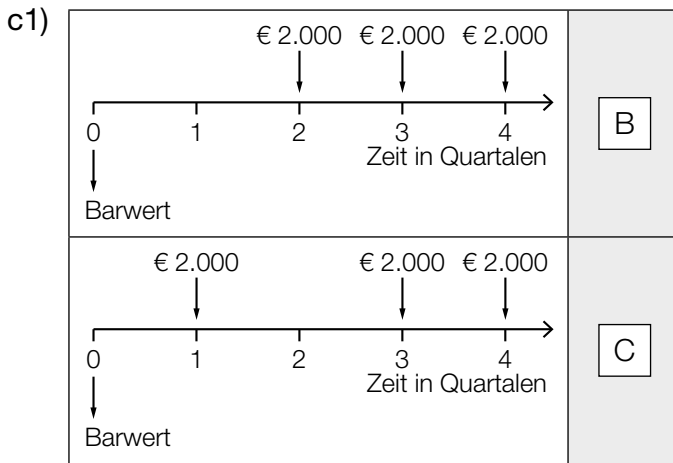 c1)
€ 2.000 € 2.000 € 2.000
0 1 2 3 4
Zeit in Quartalen
Barwert
B
€ 2.000 € 2.000 € 2.000
0 1 2 3 4
Zeit in Quartalen
Barwert
C